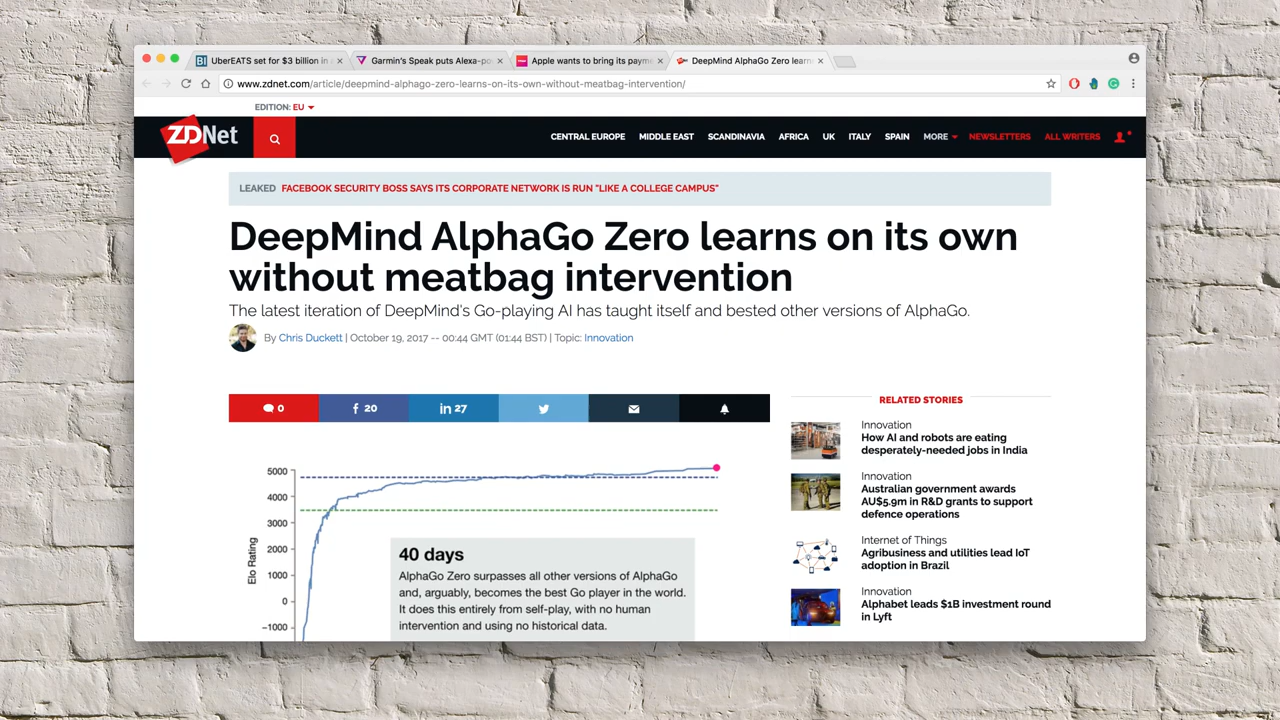 UberEATS set for $3 billion in
Garmin's Speak puts Alexa-po
Apple wants to bring its paym
DeepMind AlphaGo Zero learn
www.zdnet.com/article/deepmind-alphago-zero-learns-on-its-own-without-meatbag-intervention/
EDITION: EU
ZDNet
CENTRAL EUROPE MIDDLE EAST SCANDINAVIA AFRICA UK ITALY SPAIN MORE NEWSLETTERS ALL WRITERS
LEAKED FACEBOOK SECURITY BOSS SAYS ITS CORPORATE NETWORK IS RUN "LIKE A COLLEGE CAMPUS"
DeepMind AlphaGo Zero learns on its own
without meatbag intervention
The latest iteration of DeepMind's Go-playing AI has taught itself and bested other versions of AlphaGo.
By Chris Duckett | October 19, 2017 -- 00:44 GMT (01:44 BST) | Topic: Innovation
0
f 20
in 27
5000
4000
3000
2000
1000
0
-1000
Elo Rating
40 days
AlphaGo Zero surpasses all other versions of AlphaGo
and, arguably, becomes the best Go player in the world.
It does this entirely from self-play, with no human
intervention and using no historical data.
RELATED STORIES
Innovation
How AI and robots are eating
desperately-needed jobs in India
Innovation
Australian government awards
AU$5.9m in R&D grants to support
defence operations
Internet of Things
Agribusiness and utilities lead IoT
adoption in Brazil
Innovation
Alphabet leads $1B investment round
in Lyft